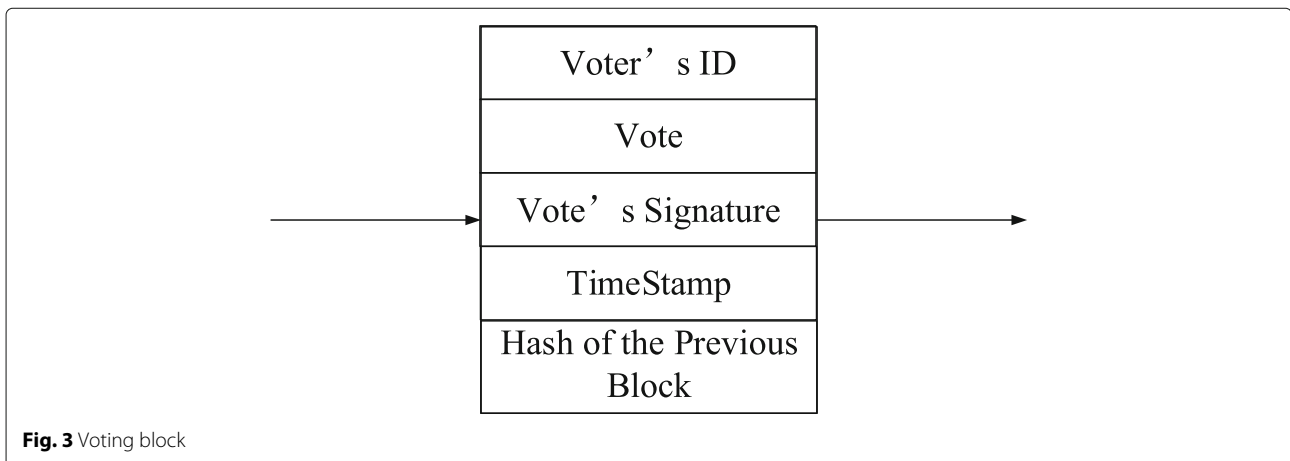 Voter’ s ID
Vote
Vote’ s Signature
TimeStamp
Hash of the Previous
Block
Fig. 3 Voting block